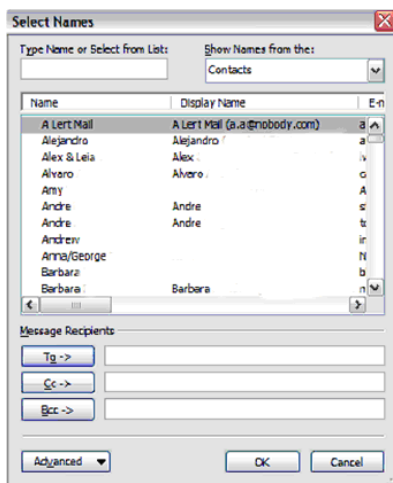 Select Names
Type Name or Select from List: Show Names from the:
Contacts
Name Display Name E-n
A Lert Mail A Lert Mail (a.a@nobody.com) a
Alejandro Alejandro a
Alex & Leia Alex
Alvaro Alvaro
Amy A
Andre Andre
Andre Andre
Andrew
Anna/George N
Barbara b
Barbara Barbara
Message Recipients
To ->
Cc ->
Bcc ->
Advanced OK Cancel